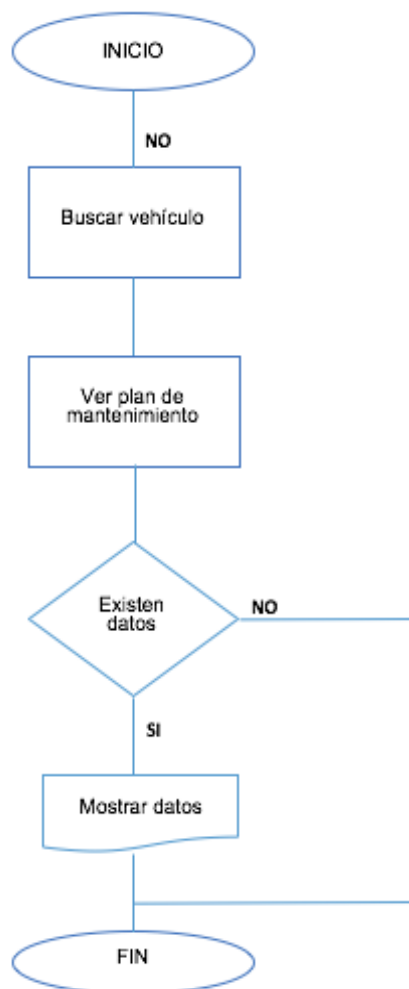 INICIO
NO
Buscar vehículo
Ver plan de
mantenimiento
Existen
datos
NO
SI
Mostrar datos
FIN